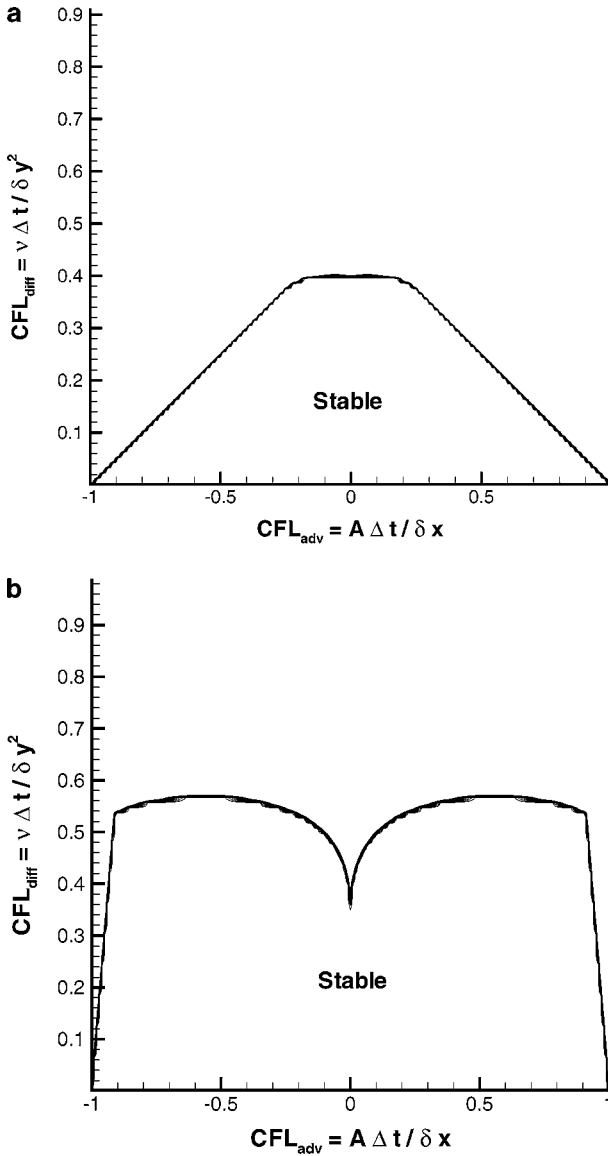 a
0.9
0.8
0.7
0.6
0.5
0.4
0.3
0.2
0.1
CFLdiff = ν Δ t / δ y²
Stable
-1 -0.5 0 0.5 1
CFLadv = A Δ t / δ x
b
0.9
0.8
0.7
0.6
0.5
0.4
0.3
0.2
0.1
CFLdiff = ν Δ t / δ y²
Stable
-1 -0.5 0 0.5 1
CFLadv = A Δ t / δ x